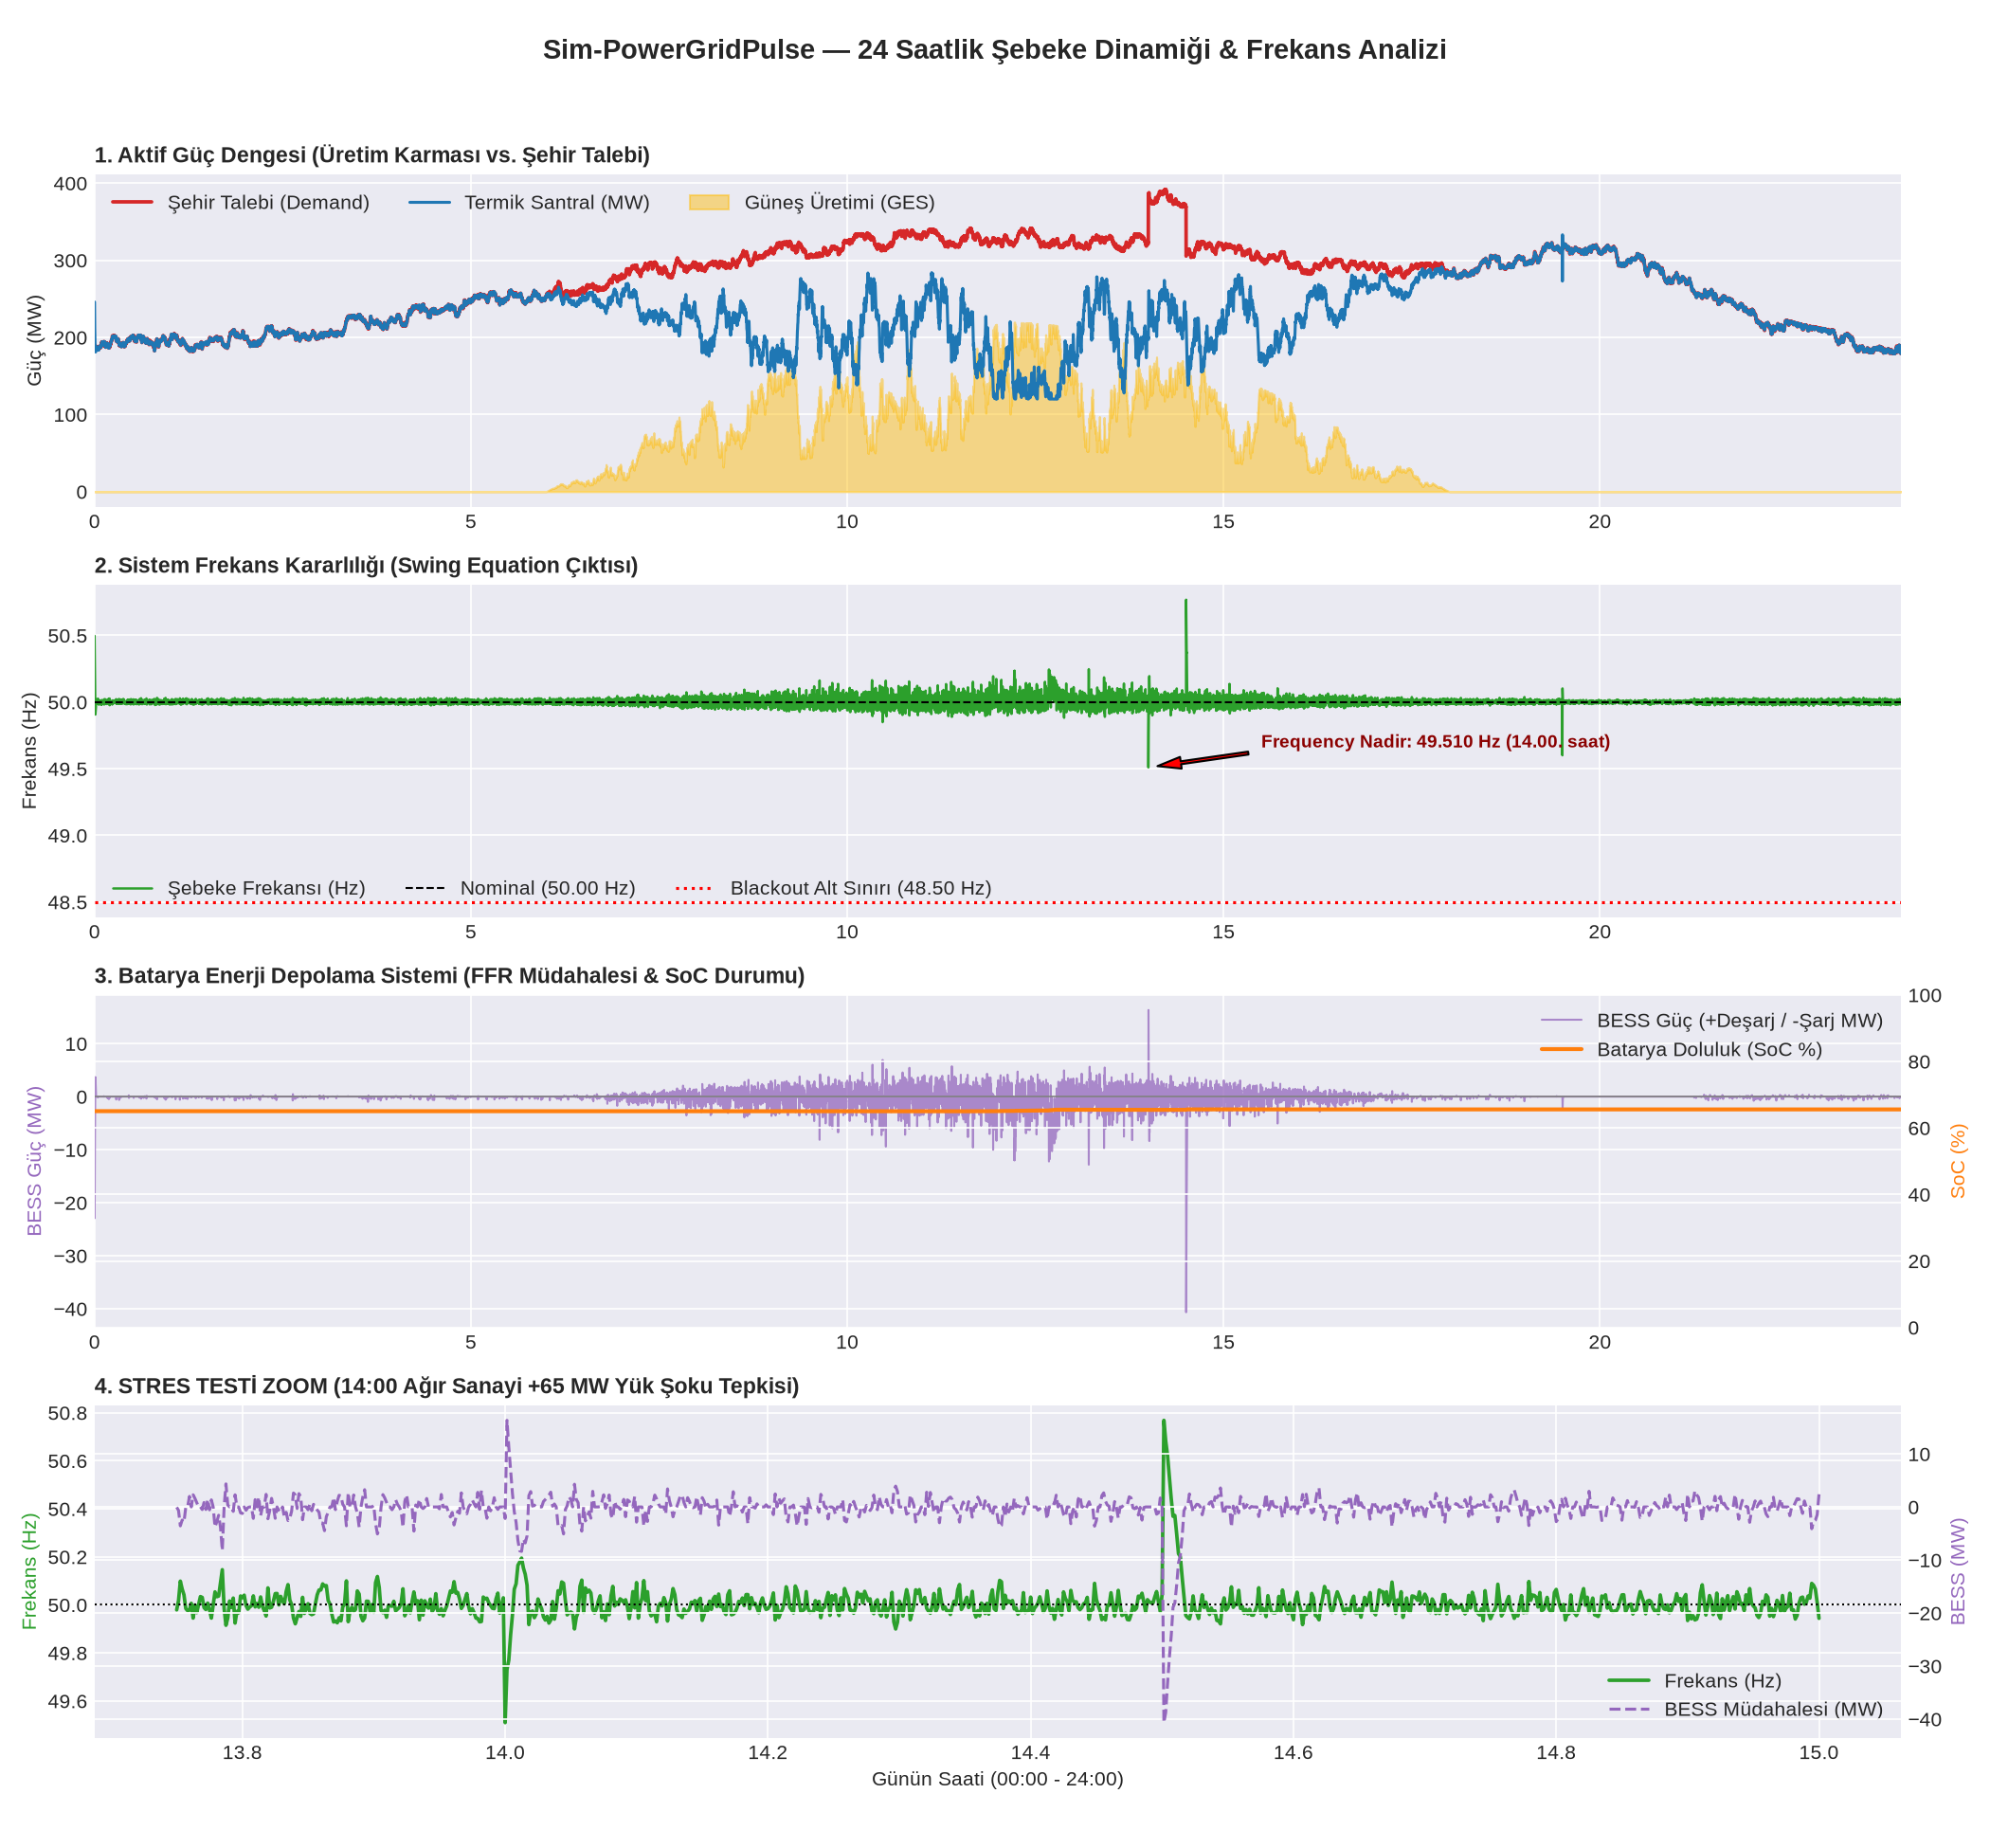 Sim-PowerGridPulse — 24 Saatlik Şebeke Dinamiği & Frekans Analizi
1. Aktif Güç Dengesi (Üretim Karması vs. Şehir Talebi)
Şehir Talebi (Demand)
Termik Santral (MW)
Güneş Üretimi (GES)
Güç (MW)
400
300
200
100
0
0 5 10 15 20
2. Sistem Frekans Kararlılığı (Swing Equation Çıktısı)
Frekans (Hz)
50.5
50.0
49.5
49.0
48.5
Frequency Nadir: 49.510 Hz (14.00. saat)
Şebeke Frekansı (Hz)
Nominal (50.00 Hz)
Blackout Alt Sınırı (48.50 Hz)
0 5 10 15 20
3. Batarya Enerji Depolama Sistemi (FFR Müdahalesi & SoC Durumu)
BESS Güç (MW)
10
0
−10
−20
−30
−40
BESS Güç (+Deşarj / -Şarj MW)
Batarya Doluluk (SoC %)
100
80
60
40
20
0
SoC (%)
0 5 10 15 20
4. STRES TESTİ ZOOM (14:00 Ağır Sanayi +65 MW Yük Şoku Tepkisi)
Frekans (Hz)
50.8
50.6
50.4
50.2
50.0
49.8
49.6
10
0
−10
−20
−30
−40
BESS (MW)
Frekans (Hz)
BESS Müdahalesi (MW)
13.8 14.0 14.2 14.4 14.6 14.8 15.0
Günün Saati (00:00 - 24:00)